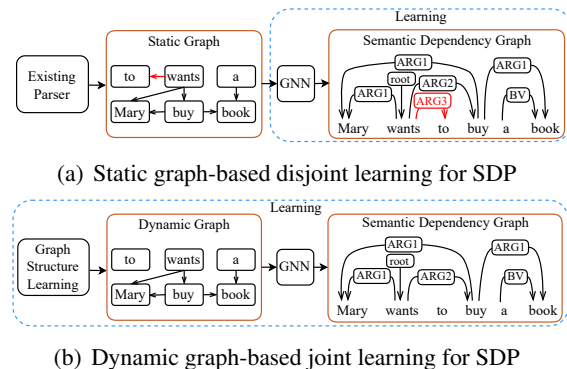 Learning
Static Graph
Semantic Dependency Graph
Existing
Parser
to wants a
Mary buy book
GNN
ARG1
root
ARG1 ARG2
ARG3
ARG1
BV
Mary wants to buy a book
(a) Static graph-based disjoint learning for SDP
Learning
Dynamic Graph
Semantic Dependency Graph
Graph
Structure
Learning
to wants a
Mary buy book
GNN
ARG1
root
ARG1 ARG2
ARG1
BV
Mary wants to buy a book
(b) Dynamic graph-based joint learning for SDP